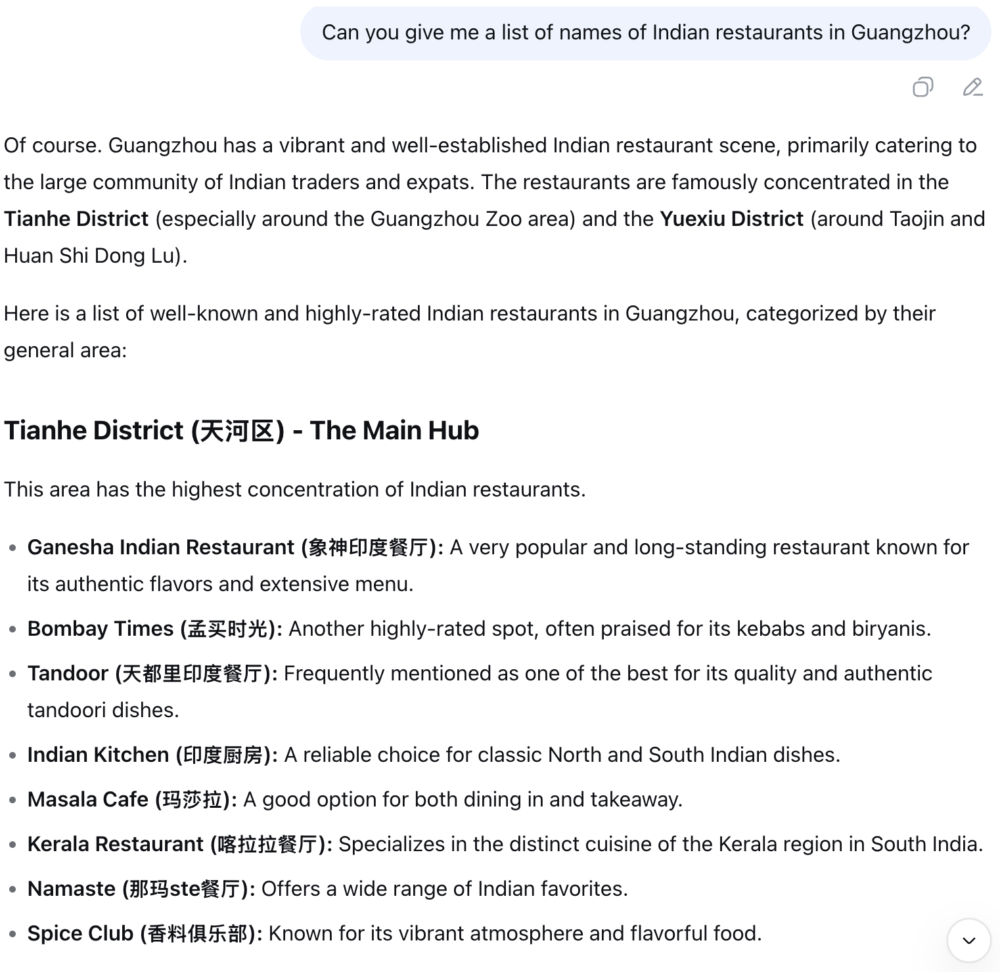 Can you give me a list of names of Indian restaurants in Guangzhou?
Of course. Guangzhou has a vibrant and well-established Indian restaurant scene, primarily catering to
the large community of Indian traders and expats. The restaurants are famously concentrated in the
Tianhe District (especially around the Guangzhou Zoo area) and the Yuexiu District (around Taojin and
Huan Shi Dong Lu).
Here is a list of well-known and highly-rated Indian restaurants in Guangzhou, categorized by their
general area:
Tianhe District (天河区) - The Main Hub
This area has the highest concentration of Indian restaurants.
• Ganesha Indian Restaurant (象神印度餐厅): A very popular and long-standing restaurant known for
its authentic flavors and extensive menu.
• Bombay Times (孟买时光): Another highly-rated spot, often praised for its kebabs and biryanis.
• Tandoor (天都里印度餐厅): Frequently mentioned as one of the best for its quality and authentic
tandoori dishes.
• Indian Kitchen (印度厨房): A reliable choice for classic North and South Indian dishes.
• Masala Cafe (玛莎拉): A good option for both dining in and takeaway.
• Kerala Restaurant (喀拉拉餐厅): Specializes in the distinct cuisine of the Kerala region in South India.
• Namaste (那玛ste餐厅): Offers a wide range of Indian favorites.
• Spice Club (香料俱乐部): Known for its vibrant atmosphere and flavorful food.